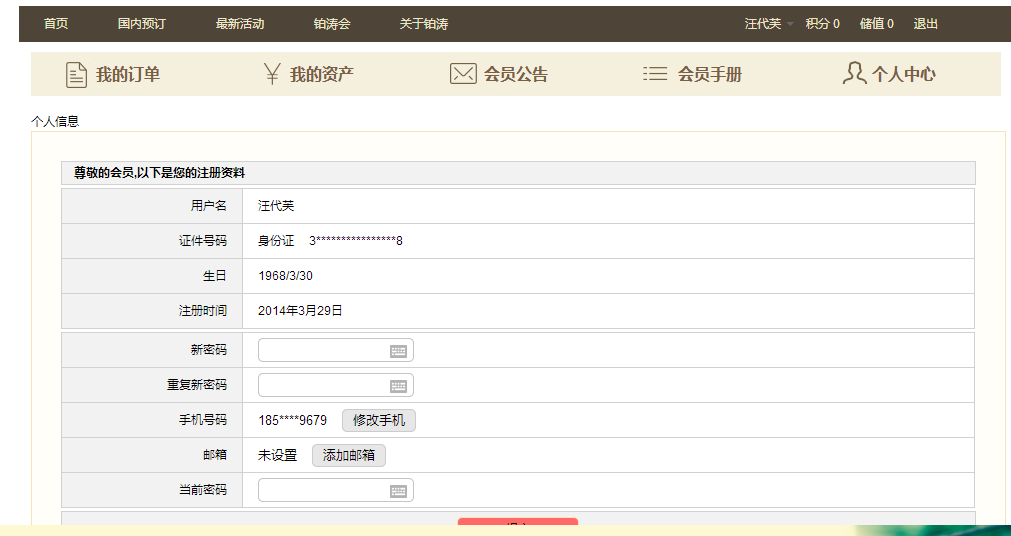 首页 国内预订 最新活动 铂涛会 关于铂涛 汪代芙 积分 0 储值 0 退出
我的订单 我的资产 会员公告 会员手册 个人中心
个人信息
尊敬的会员,以下是您的注册资料
用户名 汪代芙
证件号码 身份证 3****************8
生日 1968/3/30
注册时间 2014年3月29日
新密码
重复新密码
手机号码 185****9679 修改手机
邮箱 未设置 添加邮箱
当前密码